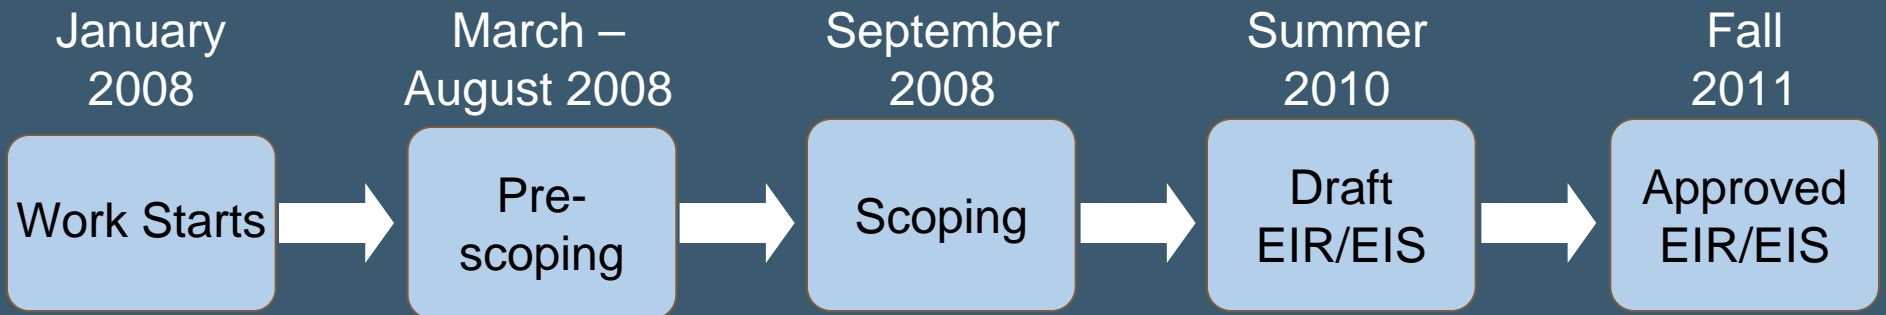 January
2008
March –
August 2008
September
2008
Summer
2010
Fall
2011
Work Starts
Pre-
scoping
Scoping
Draft
EIR/EIS
Approved
EIR/EIS